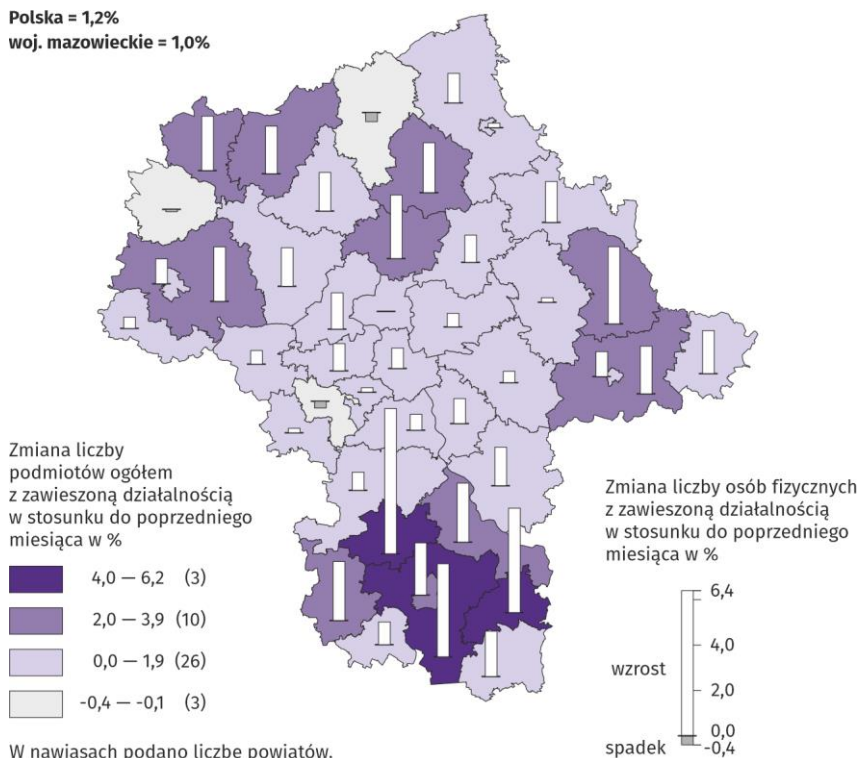 Polska = 1,2%
woj. mazowieckie = 1,0%
Zmiana liczby
podmiotów ogółem
z zawieszoną działalnością
w stosunku do poprzedniego
miesiąca w %
4,0 — 6,2 (3)
2,0 — 3,9 (10)
0,0 — 1,9 (26)
-0,4 — -0,1 (3)
W nawiasach podano liczbę powiatów.
Zmiana liczby osób fizycznych
z zawieszoną działalnością
w stosunku do poprzedniego
miesiąca w %
6,4
4,0
wzrost
2,0
0,0
spadek -0,4